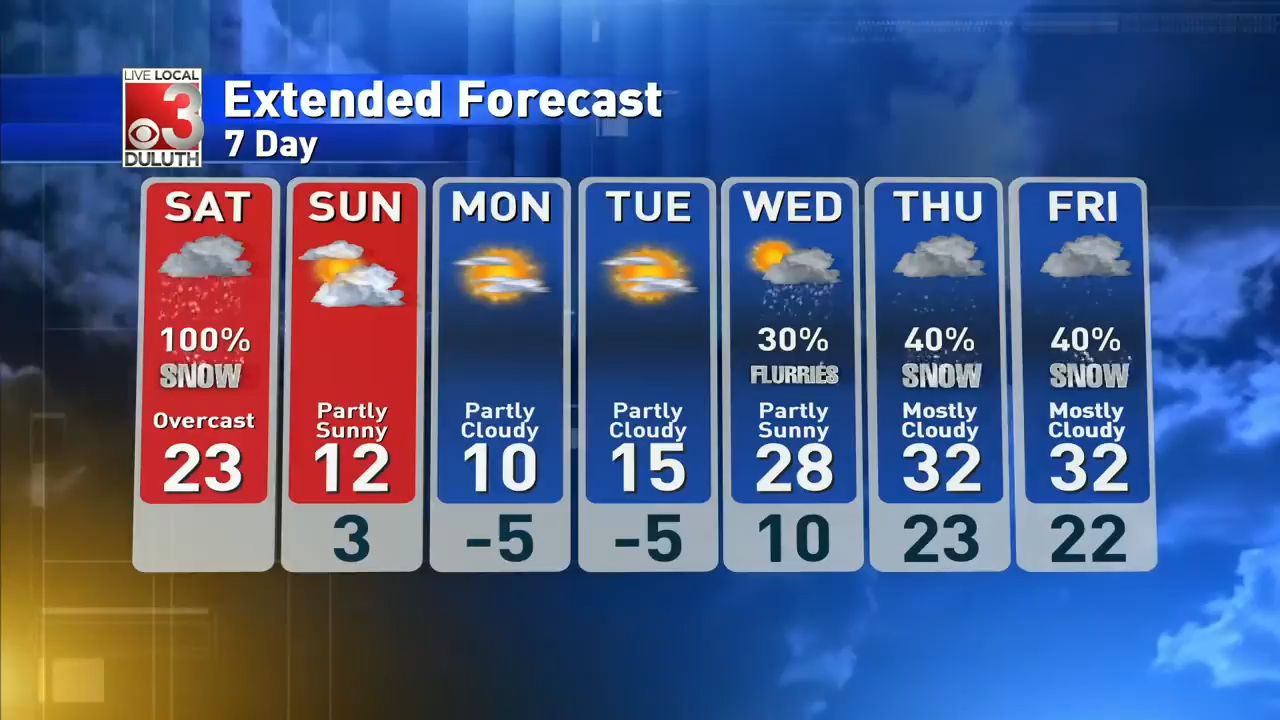 LIVE LOCAL
3
DULUTH
Extended Forecast
7 Day
SAT
100%
SNOW
Overcast
23
SUN
Partly
Sunny
12
3
MON
Partly
Cloudy
10
-5
TUE
Partly
Cloudy
15
-5
WED
30%
FLURRIES
Partly
Sunny
28
10
THU
40%
SNOW
Mostly
Cloudy
32
23
FRI
40%
SNOW
Mostly
Cloudy
32
22